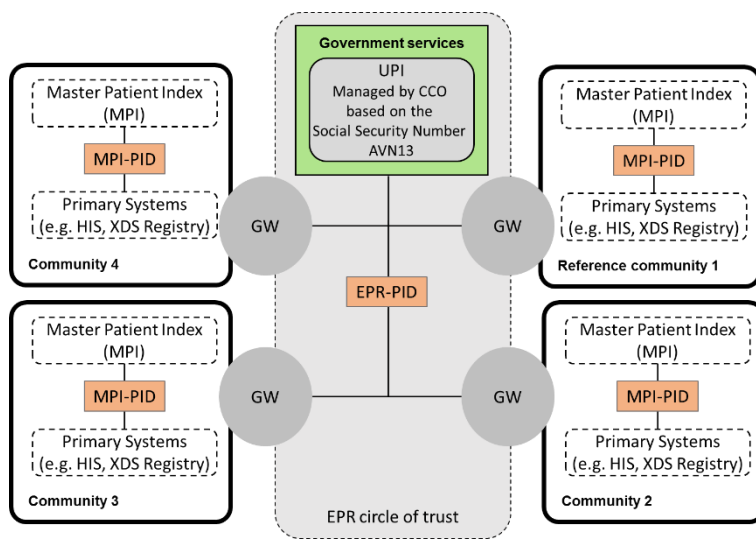 Government services
UPI
Managed by CCO
based on the
Social Security Number
AVN13
Master Patient Index
(MPI)
MPI-PID
Primary Systems
(e.g. HIS, XDS Registry)
Community 4
GW
GW
Master Patient Index
(MPI)
MPI-PID
Primary Systems
(e.g. HIS, XDS Registry)
Reference community 1
EPR-PID
Master Patient Index
(MPI)
MPI-PID
Primary Systems
(e.g. HIS, XDS Registry)
Community 3
GW
GW
Master Patient Index
(MPI)
MPI-PID
Primary Systems
(e.g. HIS, XDS Registry)
Community 2
EPR circle of trust